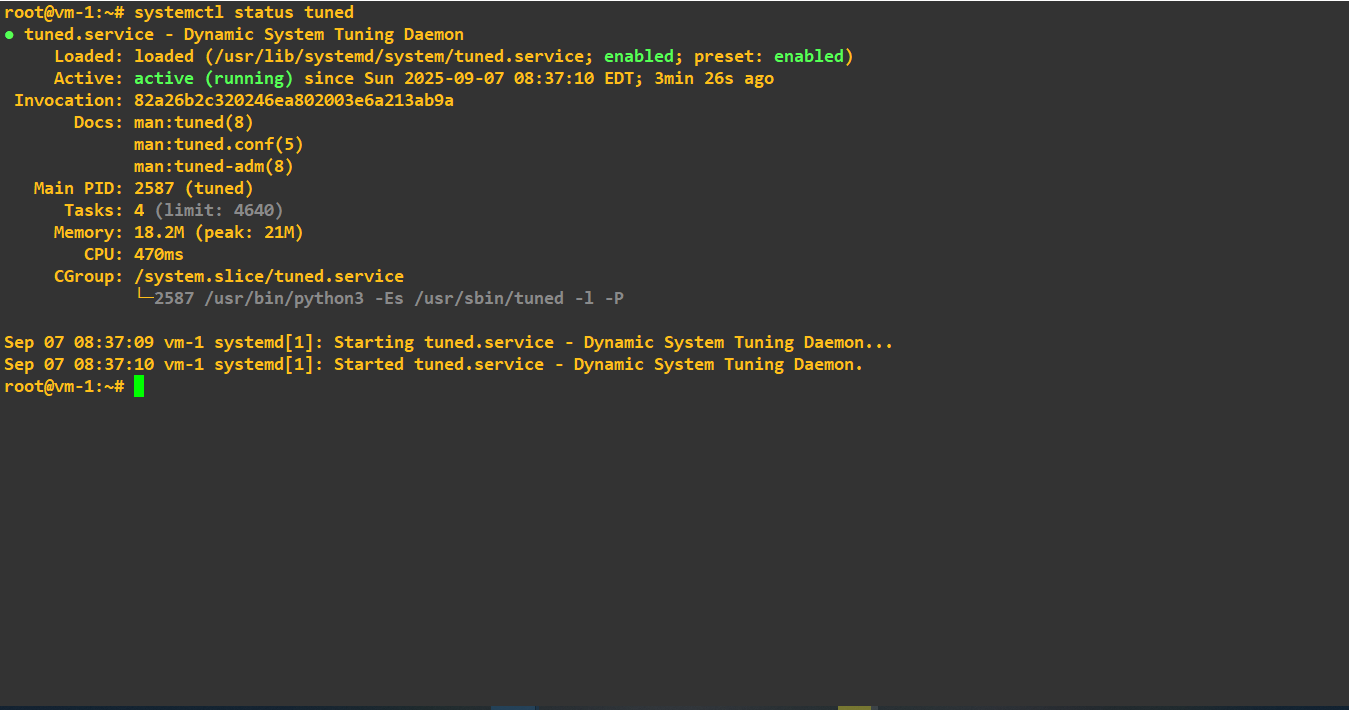 root@vm-1:~# systemctl status tuned
● tuned.service - Dynamic System Tuning Daemon
     Loaded: loaded (/usr/lib/systemd/system/tuned.service; enabled; preset: enabled)
     Active: active (running) since Sun 2025-09-07 08:37:10 EDT; 3min 26s ago
 Invocation: 82a26b2c320246ea802003e6a213ab9a
       Docs: man:tuned(8)
             man:tuned.conf(5)
             man:tuned-adm(8)
   Main PID: 2587 (tuned)
      Tasks: 4 (limit: 4640)
     Memory: 18.2M (peak: 21M)
        CPU: 470ms
     CGroup: /system.slice/tuned.service
             └─2587 /usr/bin/python3 -Es /usr/sbin/tuned -l -P

Sep 07 08:37:09 vm-1 systemd[1]: Starting tuned.service - Dynamic System Tuning Daemon...
Sep 07 08:37:10 vm-1 systemd[1]: Started tuned.service - Dynamic System Tuning Daemon.
root@vm-1:~#